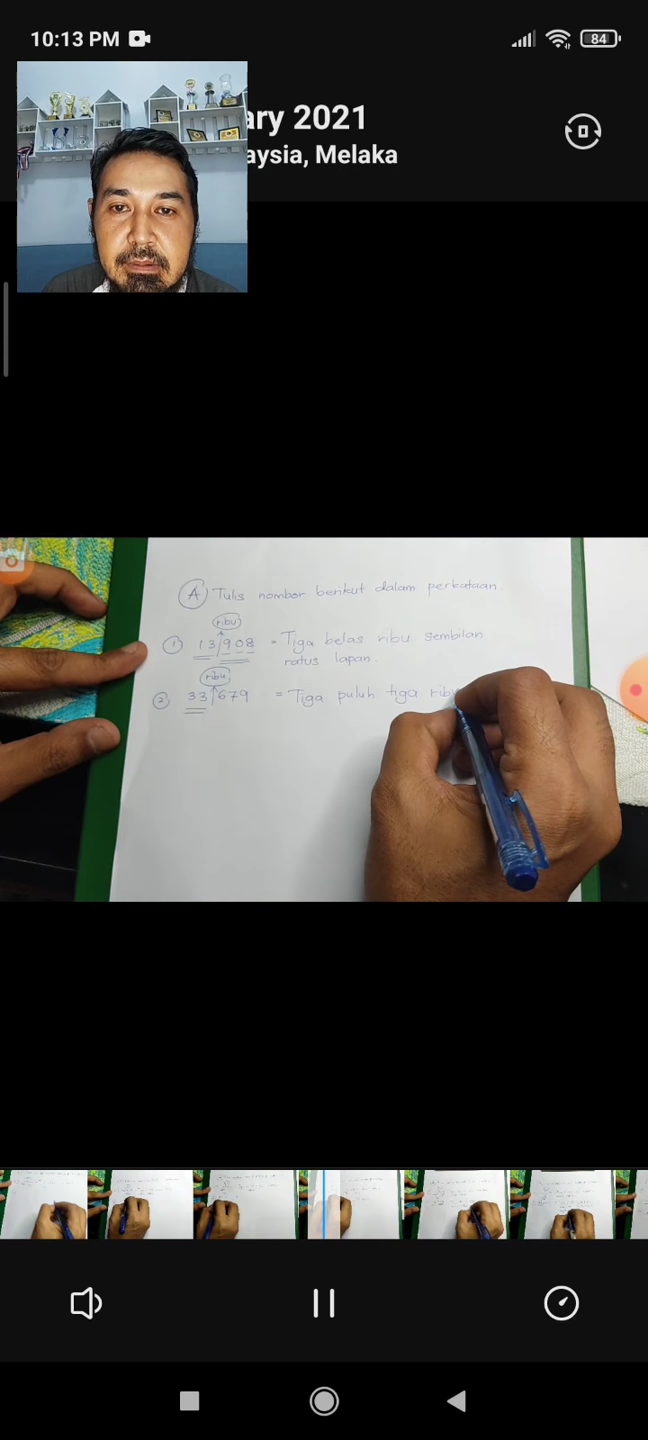 10:13 PM
84
ary 2021
aysia, Melaka
A Tulis nombor berikut dalam perkataan
ribu
1 13/908 = Tiga belas ribu sembilan
ratus lapan.
ribu
2 33/679 = Tiga puluh tiga ribu